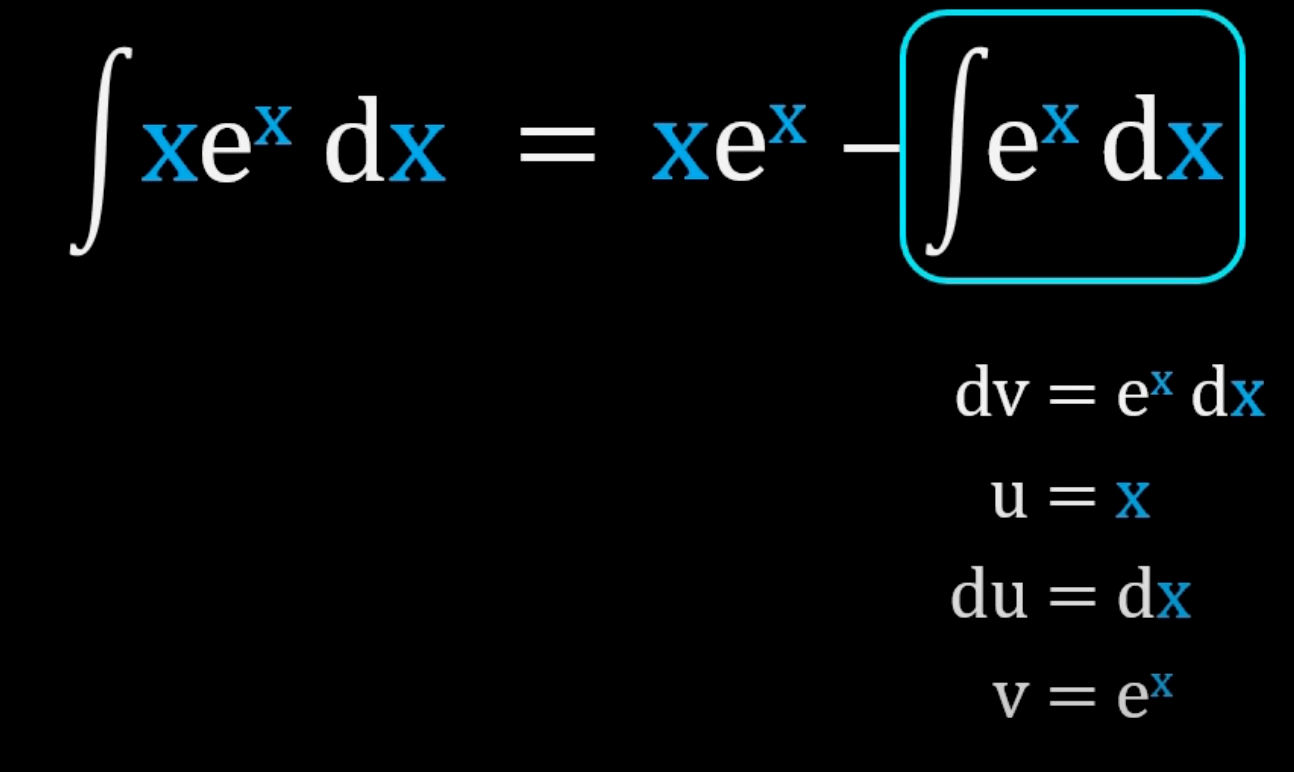 ∫xeˣ dx = xeˣ − ∫eˣ dx
dv = eˣ dx
u = x
du = dx
v = eˣ